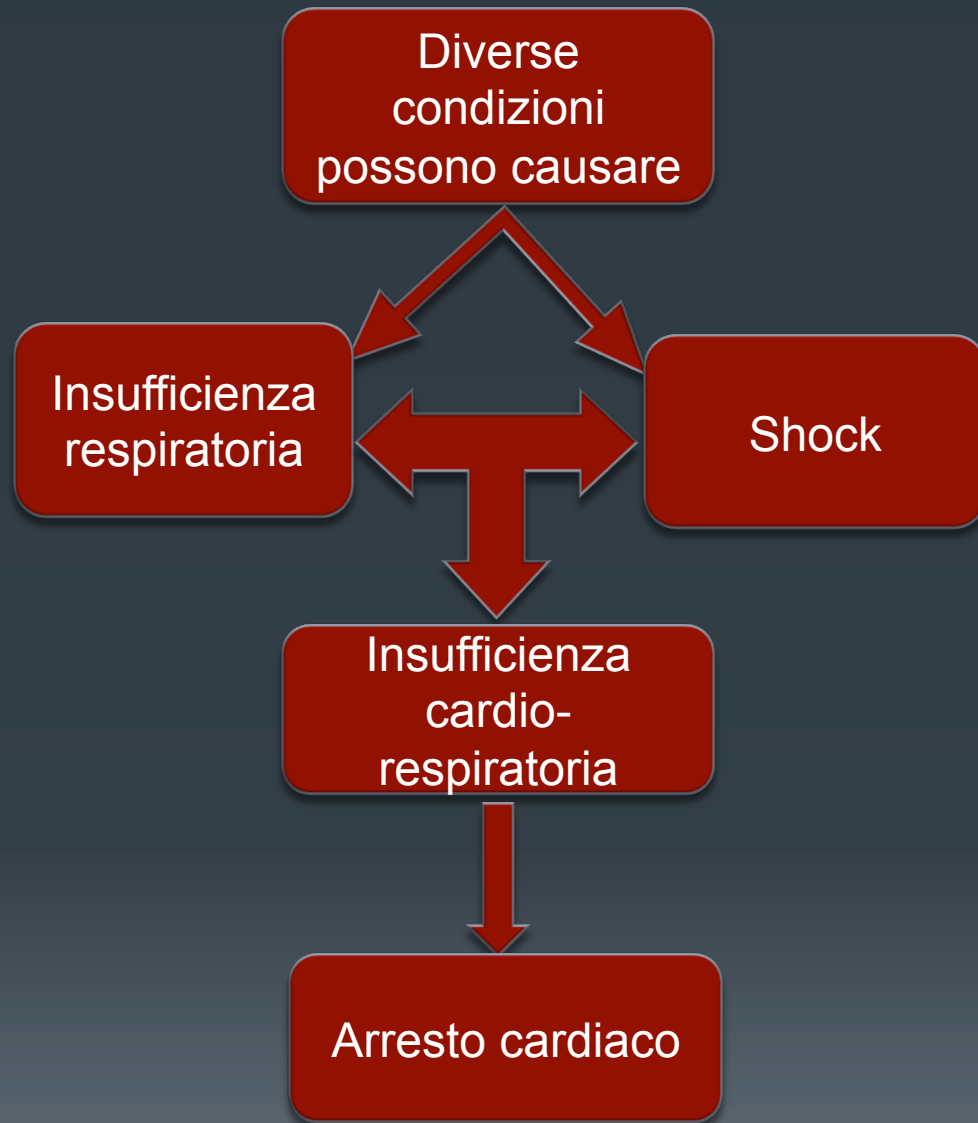 Diverse
condizioni
possono causare
Insufficienza
respiratoria
Shock
Insufficienza
cardio-
respiratoria
Arresto cardiaco